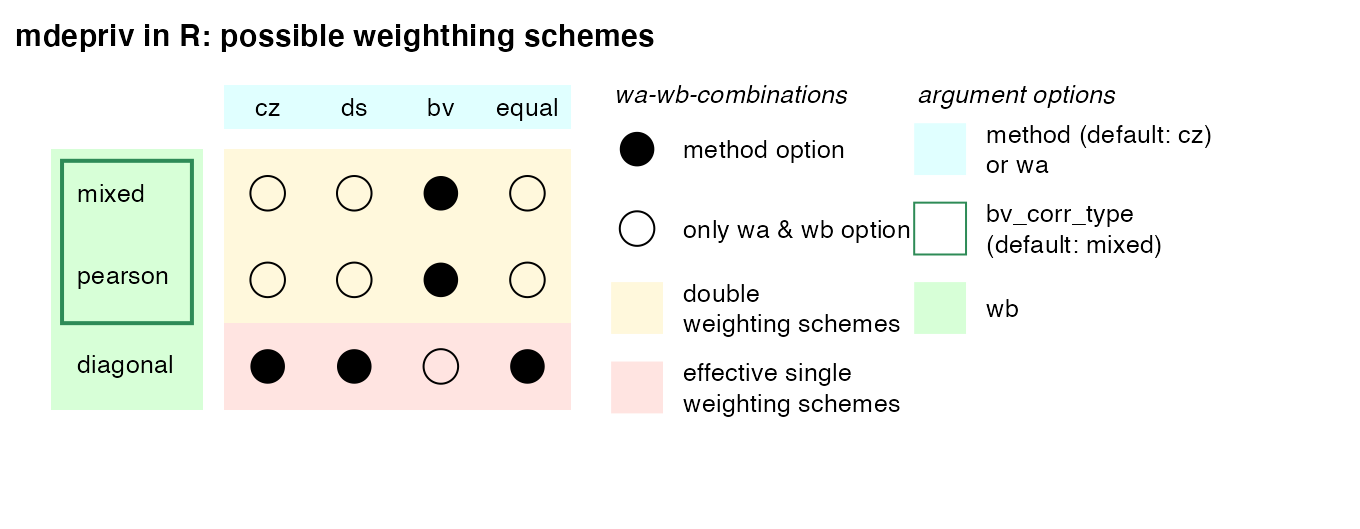 mdepriv in R: possible weighthing schemes
cz ds bv equal
mixed
pearson
diagonal
wa-wb-combinations
method option
only wa & wb option
double
weighting schemes
effective single
weighting schemes
argument options
method (default: cz)
or wa
bv_corr_type
(default: mixed)
wb